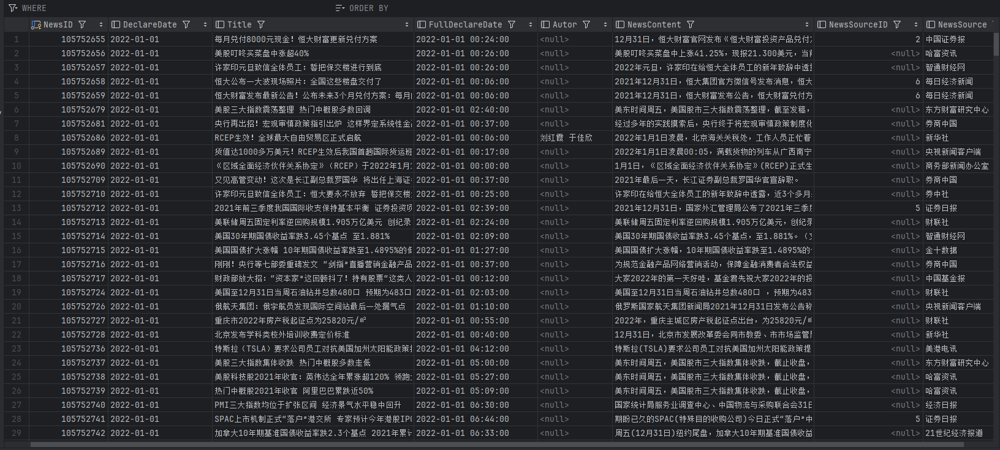 WHERE ORDER BY
NewsID DeclareDate Title FullDeclareDate Autor NewsContent NewsSourceID NewsSource
1 105752655 2022-01-01 每月兑付8000元现金！恒大财富更新兑付方案 2022-01-01 00:24:00 <null> 12月31日，恒大财富官网发布《恒大财富投资产品兑付 2 中国证券报
2 105752656 2022-01-01 美股叮咚买菜盘中涨超40% 2022-01-01 00:26:00 <null> 美股叮咚买菜盘中上涨41.25%，现报21.300美元，当 <null> 哈富资讯
3 105752657 2022-01-01 许家印元旦致信全体员工：誓把保交楼进行到底 2022-01-01 00:26:00 <null> 2022年元旦，许家印在给恒大全体员工的新年致辞中透 <null> 智通财经网
4 105752658 2022-01-01 恒大公布一大波现场照片：全国这些楼盘交付了 2022-01-01 00:06:00 <null> 2021年12月31日，恒大集团官方微信号发布消息，恒大 6 每日经济新闻
5 105752659 2022-01-01 恒大财富发布最新公告！公布未来3个月兑付方案：每月 2022-01-01 00:06:00 <null> 2021年12月31日，恒大财富发布公告，恒大财富兑付方 6 每日经济新闻
6 105752679 2022-01-01 美股三大指数震荡整理 热门中概股多数回调 2022-01-01 02:40:00 <null> 美东时间周五，美国股市三大指数震荡整理，截至发稿， <null> 东方财富研究中心
7 105752681 2022-01-01 央行再出招！宏观审慎政策指引出炉 这样界定系统性金 2022-01-01 00:37:00 <null> 经过多年的实践摸索后，央行终于将宏观审慎政策制度化 <null> 券商中国
8 105752686 2022-01-01 RCEP生效！全球最大自由贸易区正式启航 2022-01-01 00:06:00 刘红霞 于佳欣 2022年1月1日凌晨，北京海关关税处，工作人员正忙着 <null> 新华社
9 105752689 2022-01-01 货值达1000多万美元！RCEP生效后我国首趟国际货运班 2022-01-01 00:17:00 <null> 2022年1月1日凌晨00:05，满载货物的列车从广西南宁 <null> 央视新闻客户端
10 105752690 2022-01-01 《区域全面经济伙伴关系协定》（RCEP）于2022年1月 2022-01-01 00:00:00 <null> 1月1日，《区域全面经济伙伴关系协定》(RCEP)正式生 <null> 商务部新闻办公室
11 105752709 2022-01-01 又见高管变动！这次是长江副总裁罗国华 将出任上海证 2022-01-01 00:37:00 <null> 2021年最后一天，长江证券副总裁罗国华官宣辞职。 <null> 券商中国
12 105752710 2022-01-01 许家印元旦致信全体员工：恒大要永不放弃 誓把保交楼 2022-01-01 00:25:00 <null> 许家印在给恒大全体员工的新年致辞中透露，近3个多月 <null> 券中社
13 105752712 2022-01-01 2021年前三季度我国国际收支保持基本平衡 证券投资项 2022-01-01 02:39:00 <null> 2021年12月31日，国家外汇管理局公布了2021年三季度 5 证券日报
14 105752713 2022-01-01 美联储周五固定利率逆回购规模1.905万亿美元 创纪录 2022-01-01 02:24:00 <null> 美联储周五固定利率逆回购规模1.905万亿美元，创纪录 <null> 财联社
15 105752714 2022-01-01 美国30年期国债收益率跌3.45个基点 至1.881% 2022-01-01 02:09:00 <null> 美国30年期国债收益率跌3.45个基点，至1.881%。（ <null> 智通财经网
16 105752715 2022-01-01 美国国债扩大涨幅 10年期国债收益率跌至1.4895%的低 2022-01-01 01:27:00 <null> 美国国债扩大涨幅，10年期国债收益率跌至1.4895%的 <null> 金十数据
17 105752716 2022-01-01 刚刚！央行等七部委重磅发文 “剑指”直播营销金融产品 2022-01-01 00:37:00 <null> 为规范金融产品网络营销活动，保障金融消费者合法权益 <null> 券商中国
18 105752717 2022-01-01 财政部放大招：“资本家”这回颤抖了！持有股票“这类人 2022-01-01 00:12:00 <null> 大家2022年的第一天好哇，基金君先祝大家2022年的投 <null> 中国基金报
19 105752724 2022-01-01 美国至12月31日当周石油钻井总数480口 预期为483口 2022-01-01 02:03:00 <null> 美国至12月31日当周石油钻井总数480口 ，预期为483 <null> 财联社
20 105752726 2022-01-01 俄航天集团：俄宇航员发现国际空间站最后一处漏气点 2022-01-01 01:10:00 <null> 俄罗斯国家航天集团新闻局2021年12月31日发布公告称 <null> 央视新闻客户端
21 105752727 2022-01-01 重庆市2022年房产税起征点为25820元/㎡ 2022-01-01 00:55:00 <null> 2022年，重庆主城区房产税起征点出台，为25820元/㎡ <null> 财联社
22 105752728 2022-01-01 北京发布学科类校外培训收费定价标准 2022-01-01 00:40:00 <null> 12月31日，北京市发展改革委会同市教委、市市场监管 <null> 新华社
23 105752736 2022-01-01 特斯拉（TSLA）要求公司员工对抗美国加州太阳能政策提 2022-01-01 04:12:00 <null> 特斯拉(TSLA)要求公司员工对抗美国加州太阳能政策提 <null> 美港电讯
24 105752737 2022-01-01 美股三大指数集体收跌 热门中概股多数走低 2022-01-01 05:00:00 <null> 美东时间周五，美国股市三大指数集体收跌，截止收盘， <null> 东方财富研究中心
25 105752738 2022-01-01 美股科技股2021年收官：英伟达全年累涨超120% 领跑 2022-01-01 05:27:00 <null> 美东时间周五，美国股市三大指数集体收跌，截止收盘， <null> 哈富资讯
26 105752739 2022-01-01 热门中概股2021年收官 阿里巴巴累跌近50% 2022-01-01 05:09:00 <null> 美东时间周五，美国股市三大指数集体收跌，截止收盘， <null> 哈富资讯
27 105752740 2022-01-01 PMI三大指数均位于扩张区间 经济景气水平稳中回升 2022-01-01 06:30:00 <null> 国家统计局服务业调查中心、中国物流与采购联合会31日 <null> 经济日报
28 105752741 2022-01-01 SPAC上市机制正式“落户”港交所 专家预计今年港股IPO 2022-01-01 06:44:00 <null> 期盼已久的SPAC(特殊目的收购公司)今日正式“落户”中 5 证券日报
29 105752742 2022-01-01 加拿大10年期基准国债收益率跌2.3个基点 2021年累计 2022-01-01 06:33:00 <null> 周五(12月31日)纽约尾盘，加拿大10年期基准国债收益 <null> 21世纪经济报道